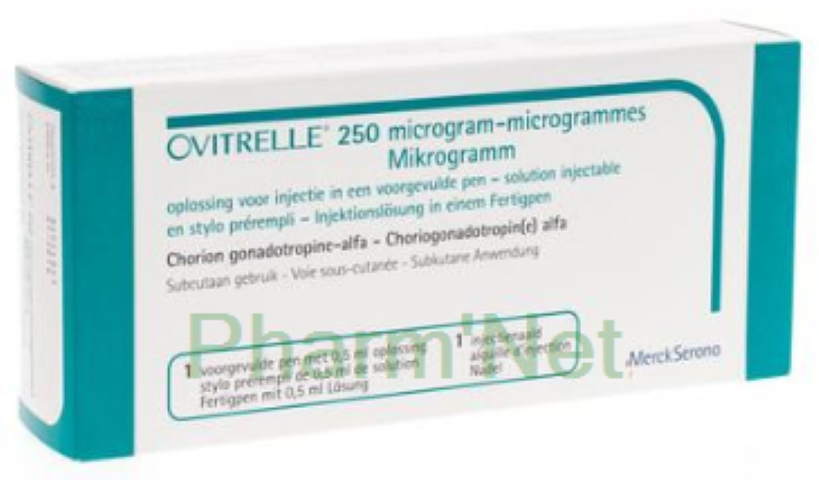 OVITRELLE® 250 microgram-microgrammes
Mikrogramm
oplossing voor injectie in een voorgevulde pen – solution injectable
en stylo prérempli – Injektionslösung in einem Fertigpen
Chorion gonadotropine-alfa - Choriogonadotropin(e) alfa
Subcutaan gebruik - Voie sous-cutanée - Subkutane Anwendung
1 voorgevulde pen met 0,5 ml oplossing
stylo prérempli de 0,5 ml de solution
Fertigpen mit 0,5 ml Lösung
1 injectienaald
aiguille d'injection
Nadel
MerckSerono
Pharm'Net
OVITRELLE